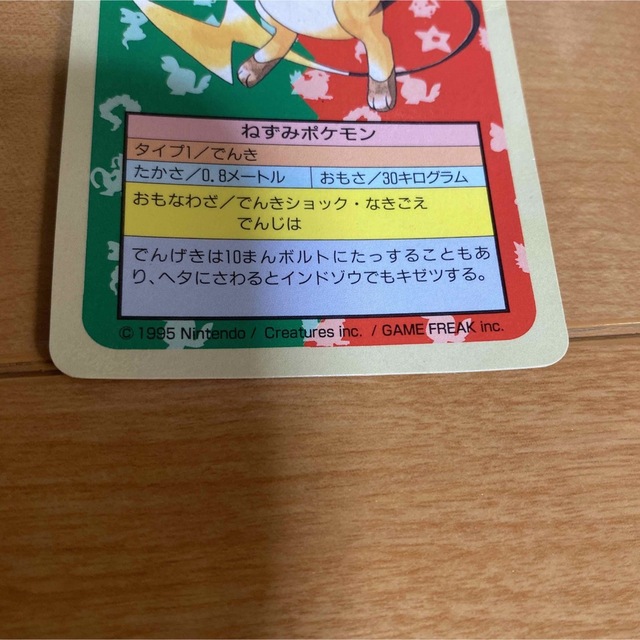 ねずみポケモン
タイプ1/でんき
たかさ/0.8メートル おもさ/30キログラム
おもなわざ/でんきショック・なきごえ
でんじは
でんげきは10まんボルトにたっすることもあ
り、ヘタにさわるとインドゾウでもキゼツする。
© 1995 Nintendo / Creatures inc. / GAME FREAK inc.